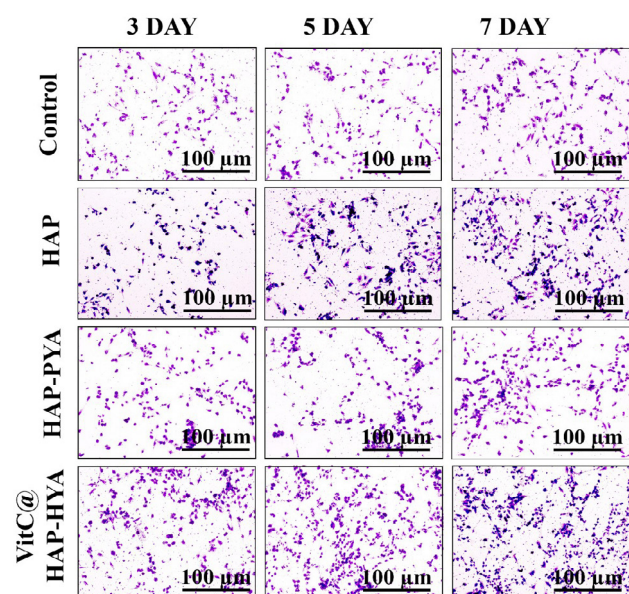 3 DAY 5 DAY 7 DAY
Control
100 µm 100 µm 100 µm
HAP
100 µm 100 µm 100 µm
HAP-PYA
100 µm 100 µm 100 µm
VitC@
HAP-HYA
100 µm 100 µm 100 µm